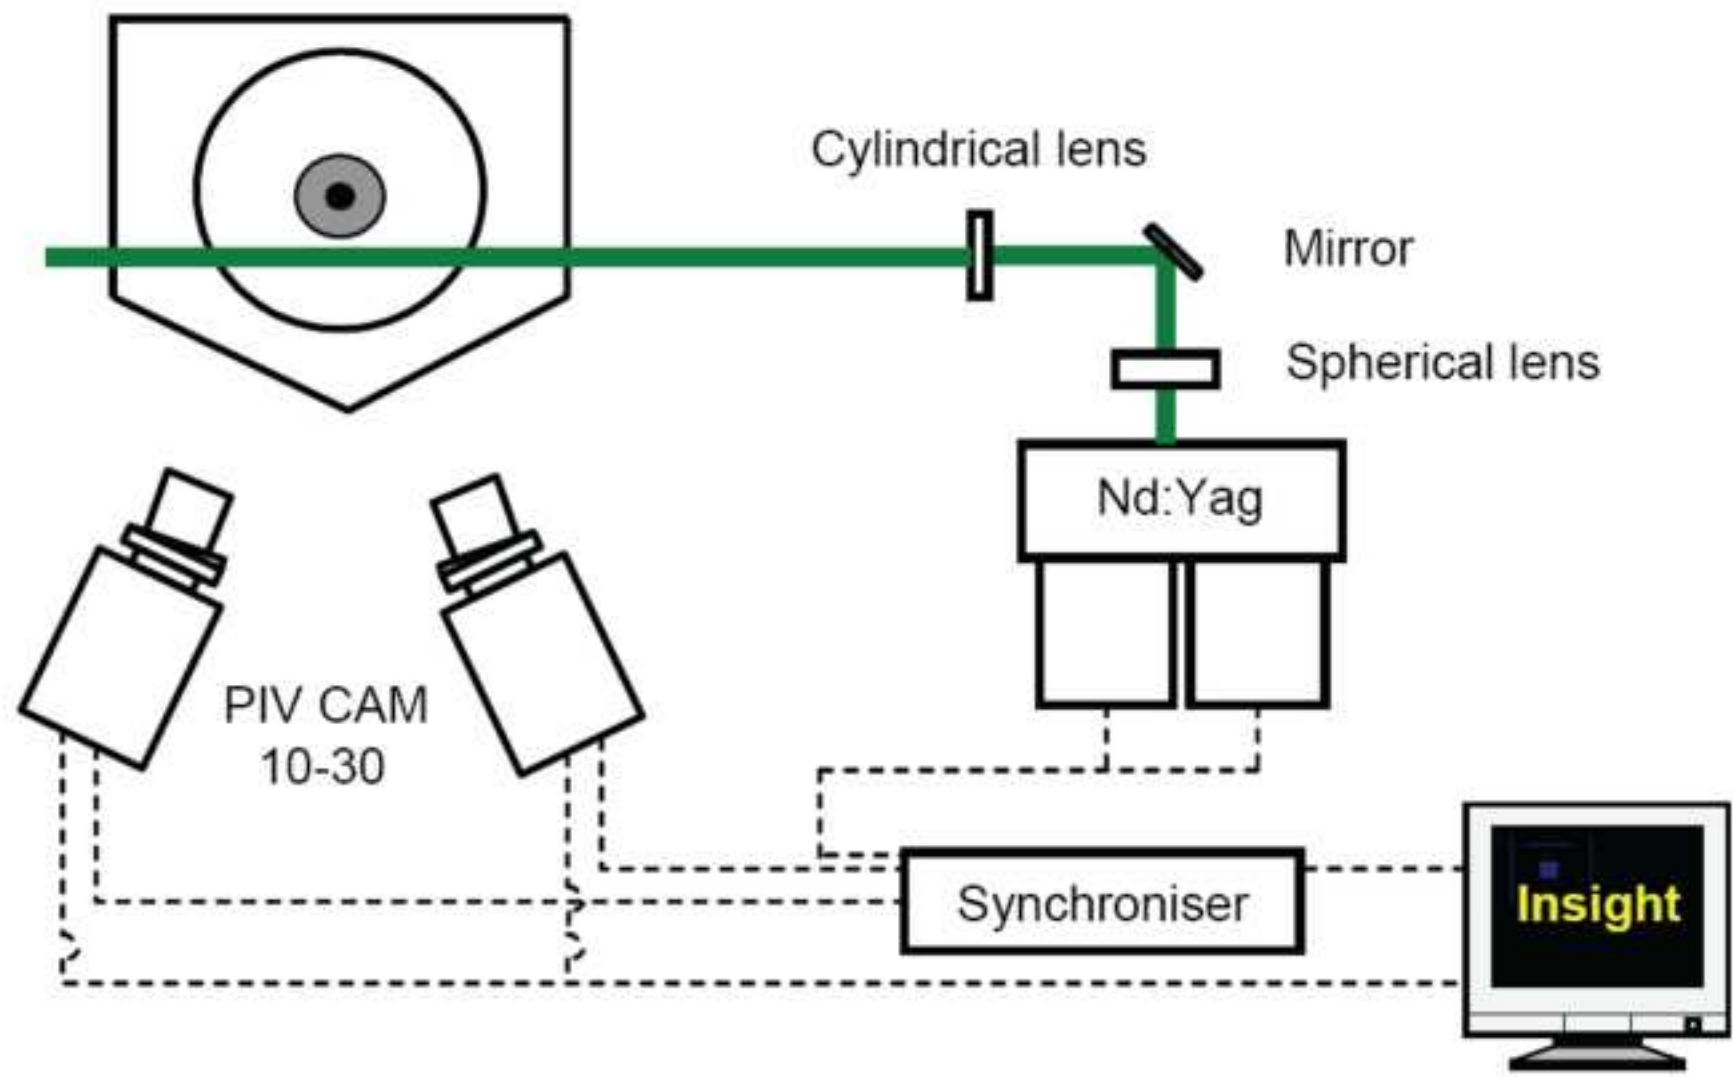 Cylindrical lens
Mirror
Spherical lens
Nd:Yag
PIV CAM
10-30
Synchroniser
Insight